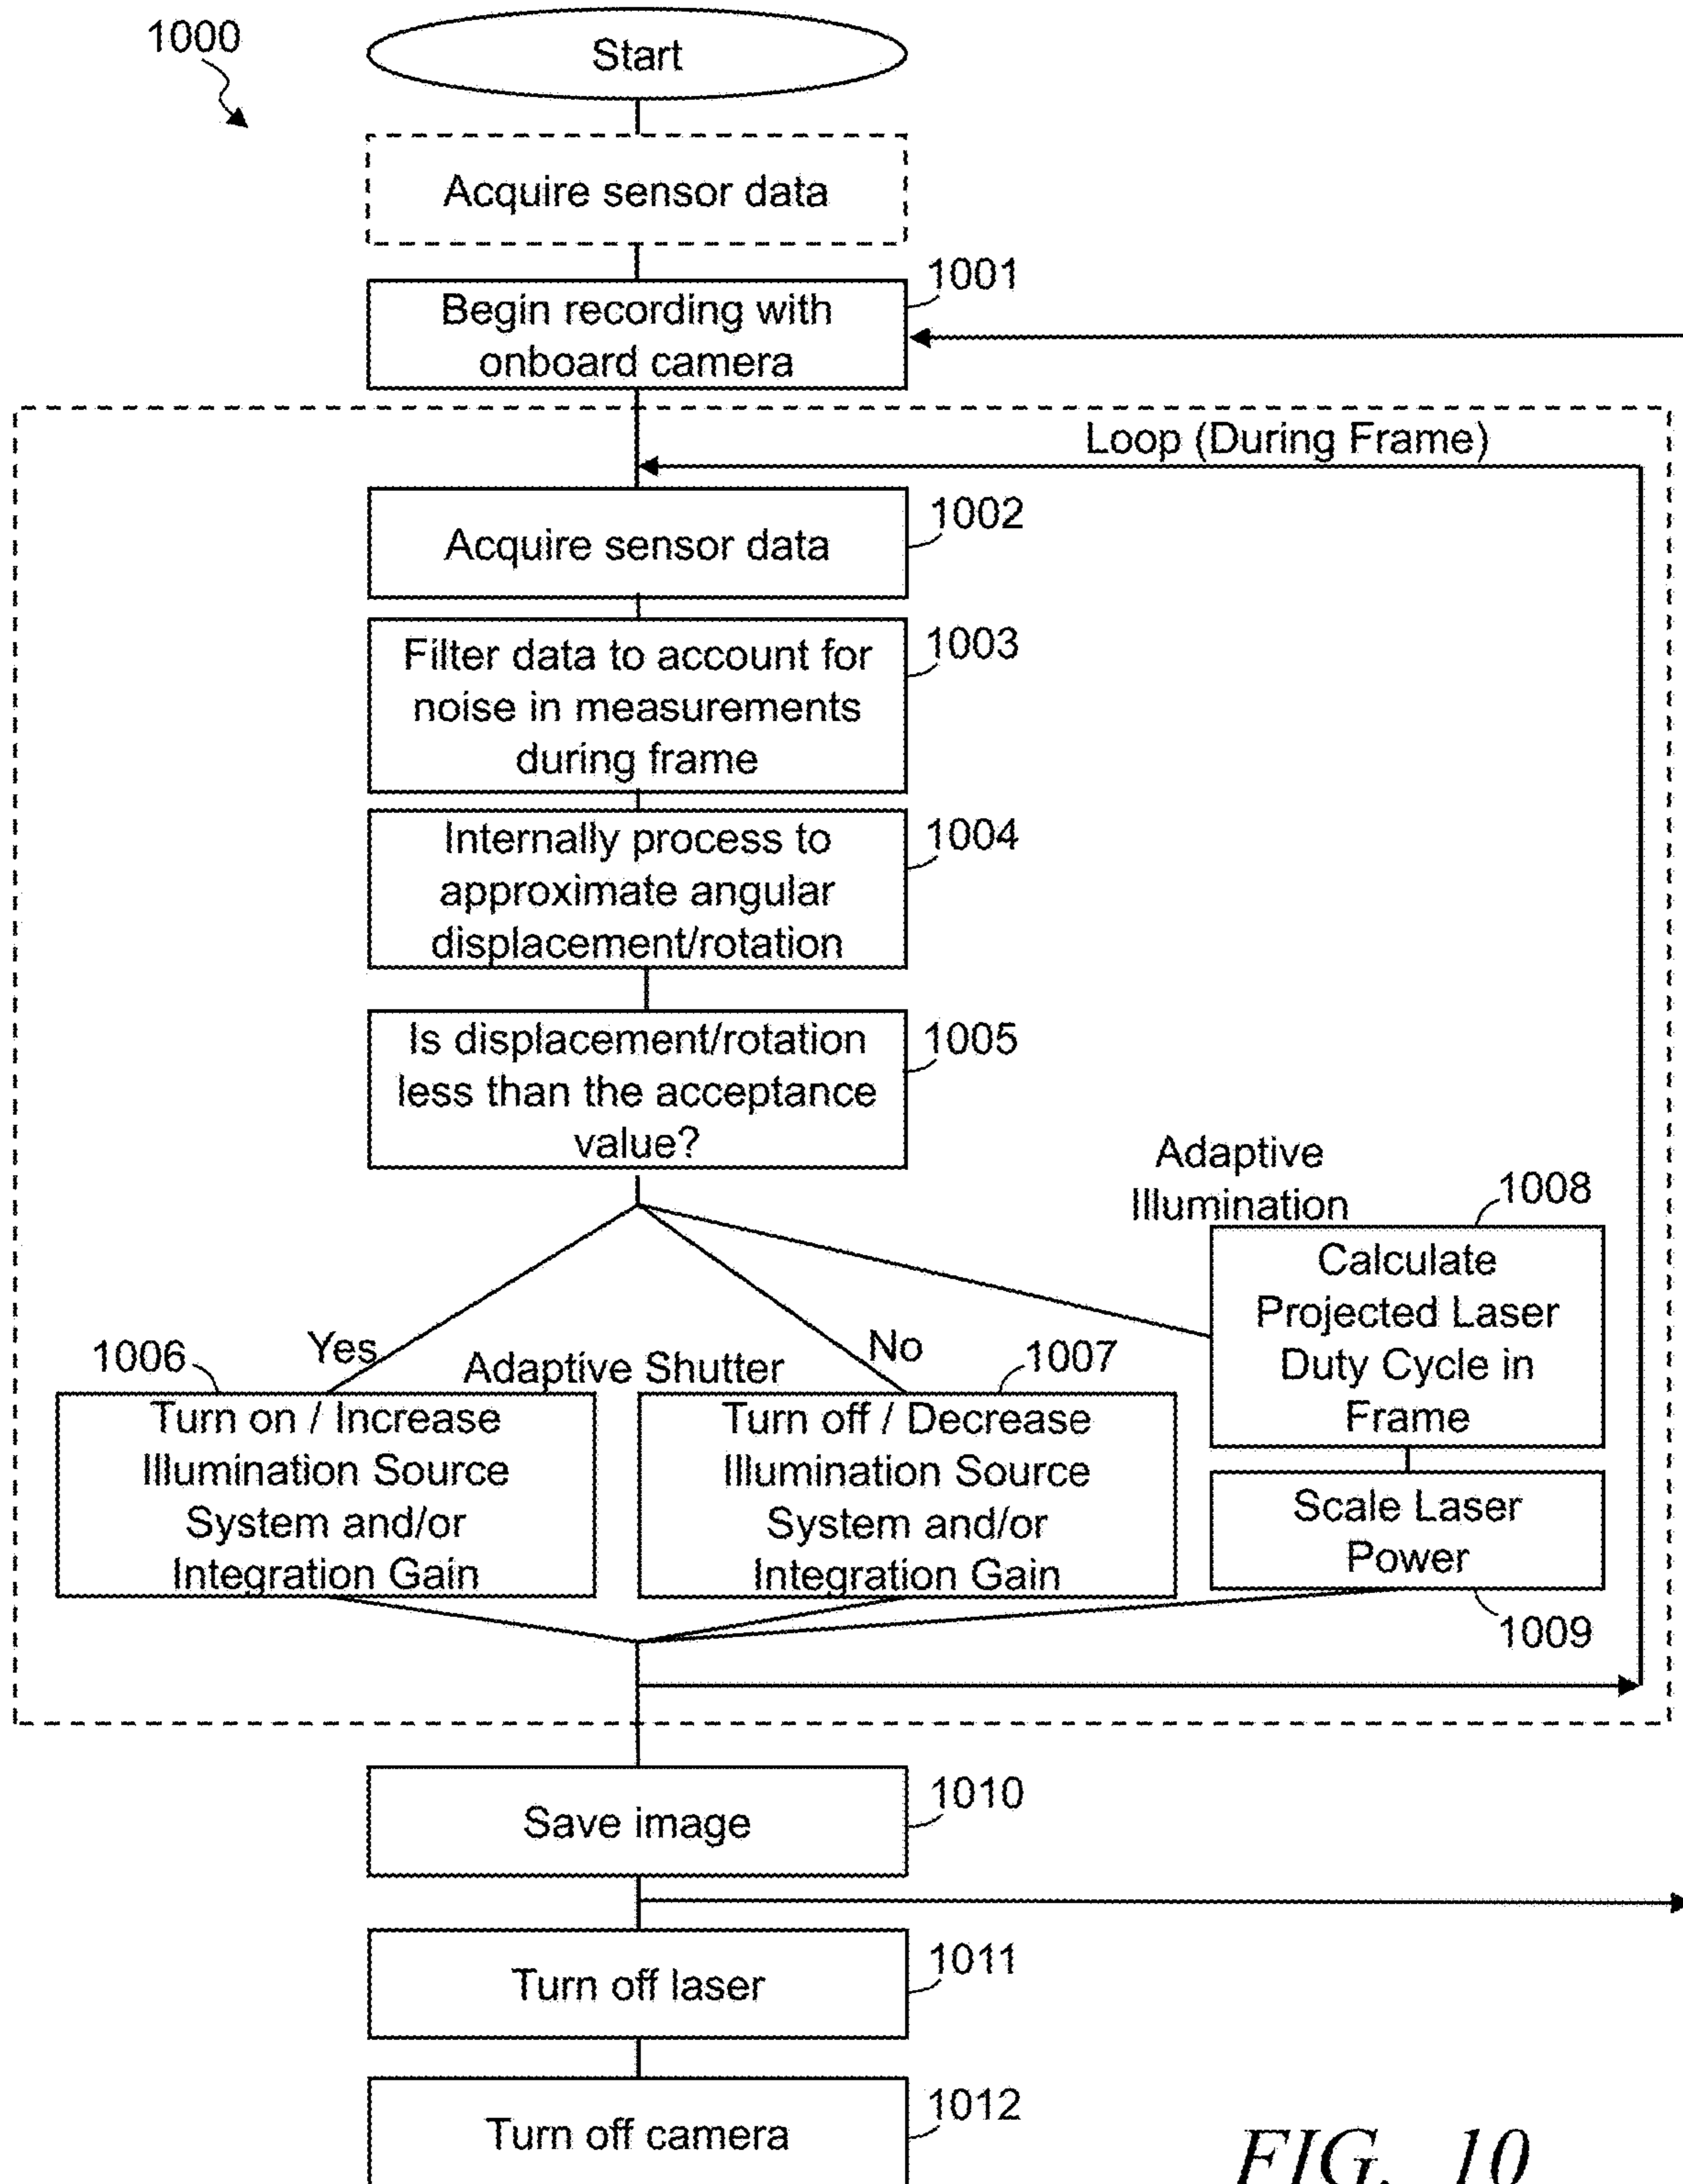 1000
Start
Acquire sensor data
1001
Begin recording with
onboard camera
Loop (During Frame)
1002
Acquire sensor data
1003
Filter data to account for
noise in measurements
during frame
1004
Internally process to
approximate angular
displacement/rotation
1005
Is displacement/rotation
less than the acceptance
value?
Adaptive
Illumination
1008
Calculate
Projected Laser
Duty Cycle in
Frame
Yes
No
1006
Adaptive Shutter
1007
Turn on / Increase
Illumination Source
System and/or
Integration Gain
Turn off / Decrease
Illumination Source
System and/or
Integration Gain
Scale Laser
Power
1009
1010
Save image
1011
Turn off laser
1012
Turn off camera
FIG. 10